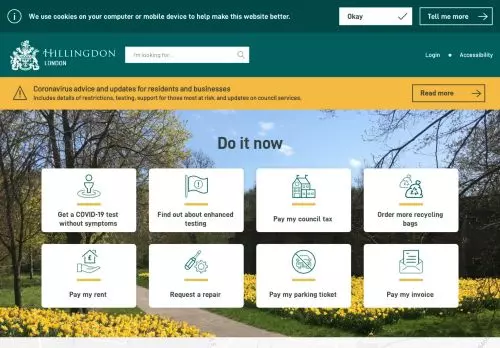 We use cookies on your computer or mobile device to help make this website better.
Okay
Tell me more
HILLINGDON
LONDON
I'm looking for...
Login
Accessibility
Coronavirus advice and updates for residents and businesses
Includes details of restrictions, testing, support for those most at risk, and updates on council services.
Read more
Do it now
Get a COVID-19 test
without symptoms
Find out about enhanced
testing
Pay my council tax
Order more recycling
bags
Pay my rent
Request a repair
Pay my parking ticket
Pay my invoice